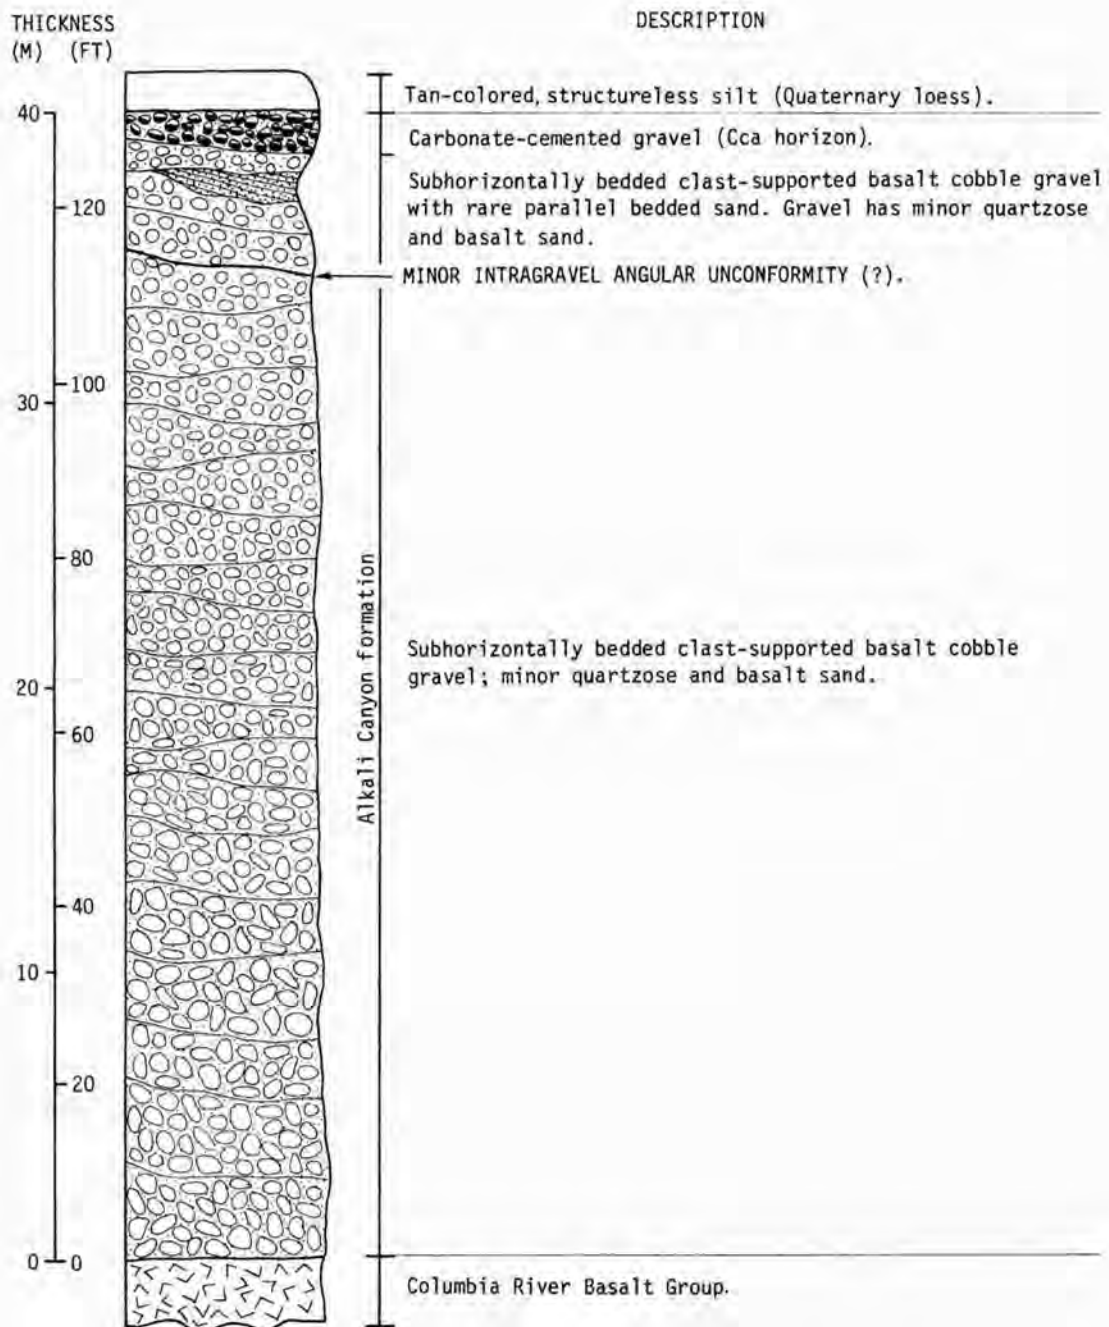 THICKNESS
(M) (FT)
DESCRIPTION
Tan-colored, structureless silt (Quaternary loess).
40
Carbonate-cemented gravel (Cca horizon).
Subhorizontally bedded clast-supported basalt cobble gravel
with rare parallel bedded sand. Gravel has minor quartzose
and basalt sand.
120
MINOR INTRAGRAVEL ANGULAR UNCONFORMITY (?).
100
30
80
Alkali Canyon formation
Subhorizontally bedded clast-supported basalt cobble
gravel; minor quartzose and basalt sand.
20
60
40
10
20
0 0
Columbia River Basalt Group.